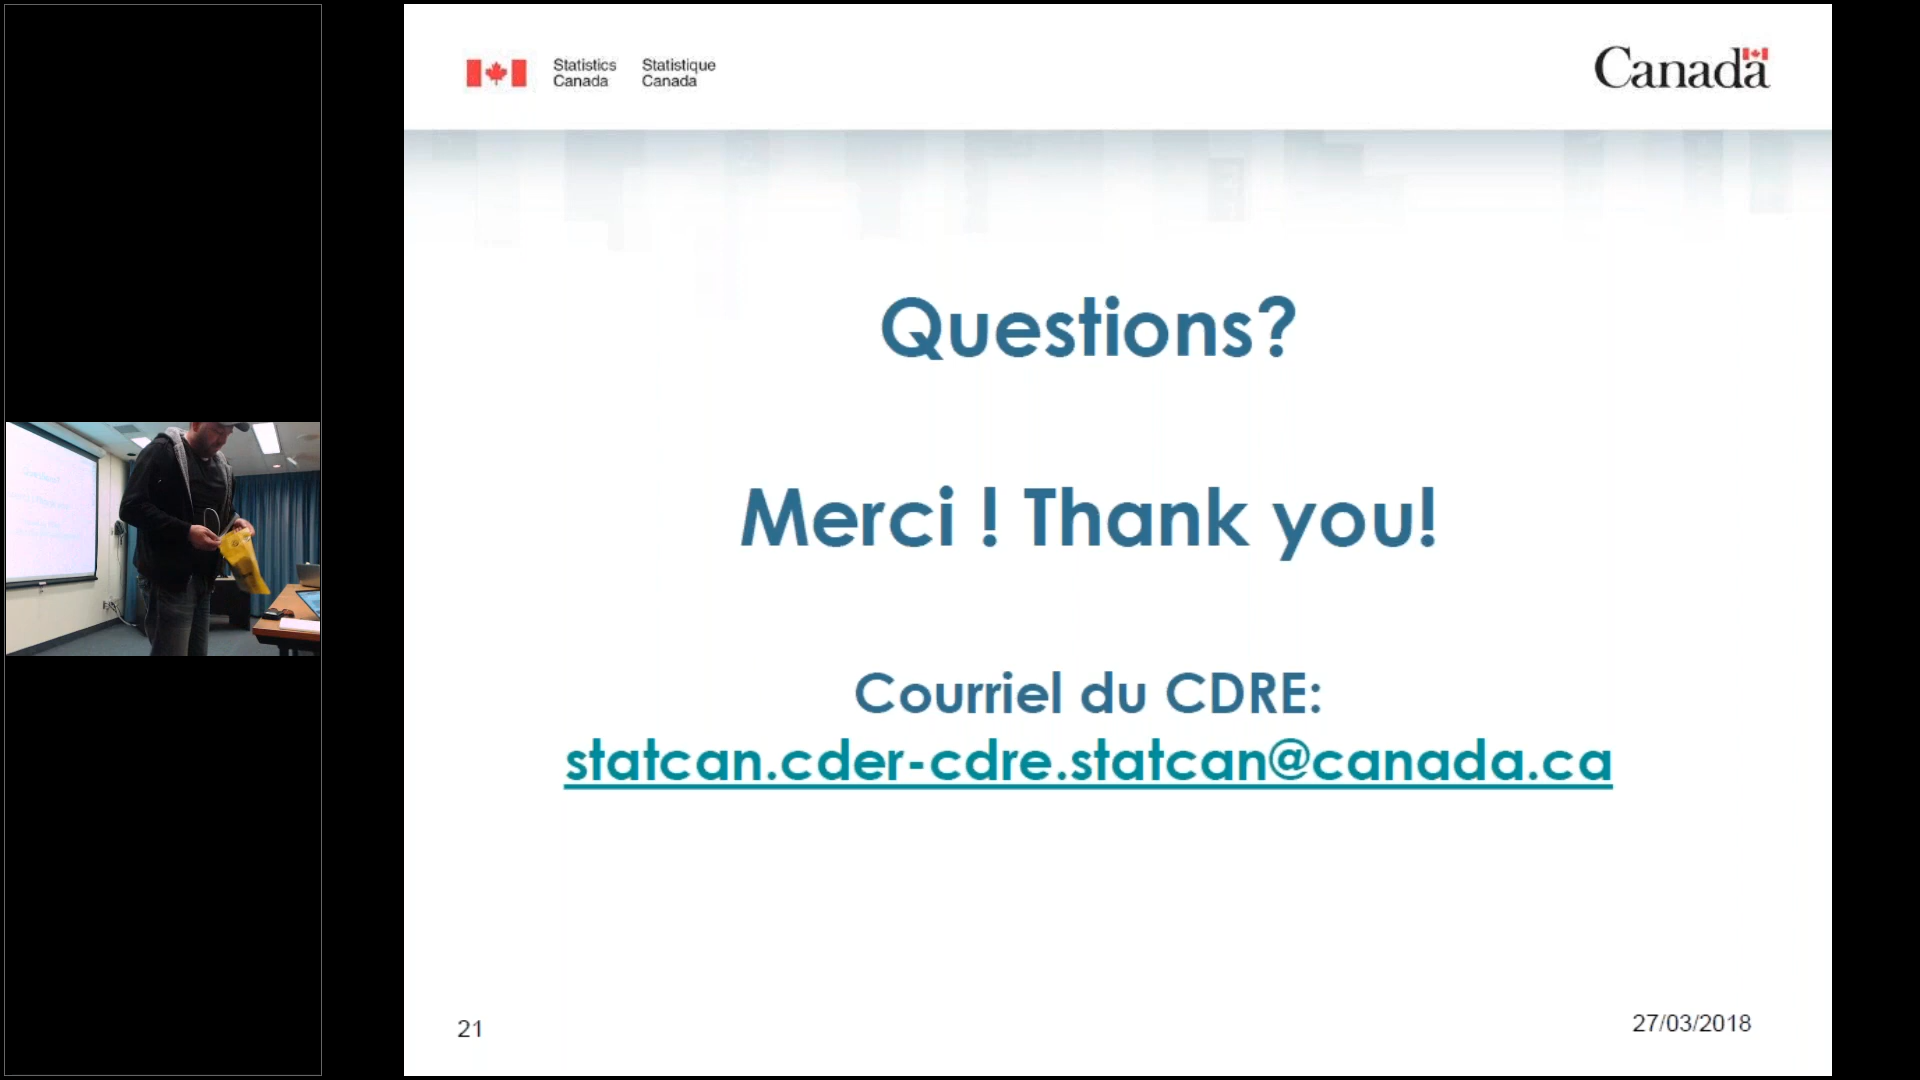 Statistics Canada
Statistique Canada
Canada
Questions?
Merci ! Thank you!
Courriel du CDRE:
statcan.cder-cdre.statcan@canada.ca
21
27/03/2018